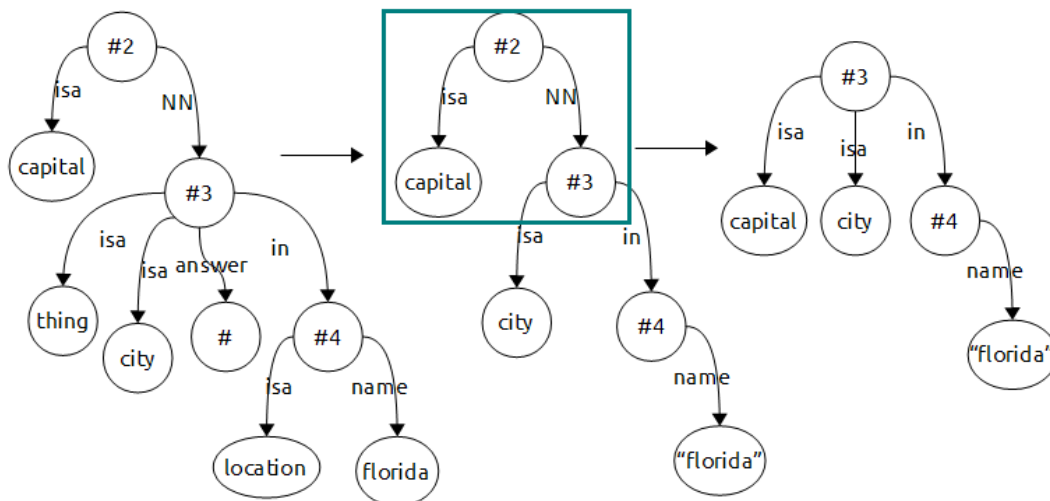 #2
isa
NN
capital
#3
isa
isa
answer
in
thing
city
#
#4
isa
name
location
florida
#2
isa
NN
capital
#3
isa
in
city
#4
name
“florida”
#3
isa
isa
in
capital
city
#4
name
“florida”